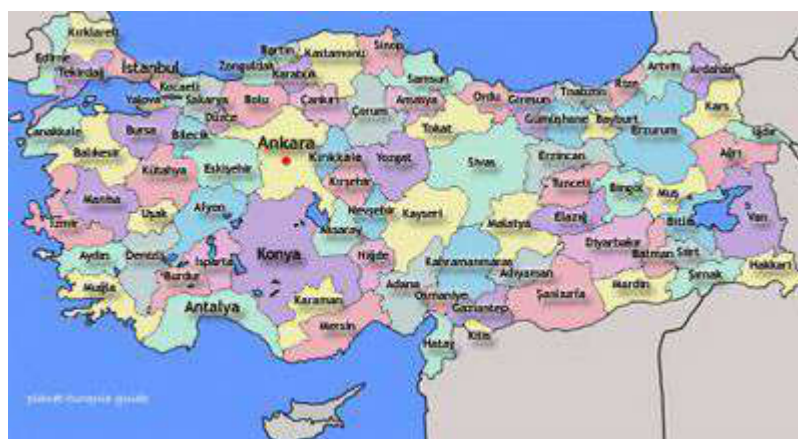 Kırklareli
Edirne
Tekirdağ
İstanbul
Kocaeli
Yalova
Sakarya
Düzce
Zonguldak
Bartın
Karabük
Kastamonu
Sinop
Samsun
Bolu
Çankırı
Çorum
Amasya
Ordu
Giresun
Trabzon
Rize
Artvin
Ardahan
Kars
Çanakkale
Balıkesir
Bursa
Bilecik
Ankara
Kırıkkale
Yozgat
Tokat
Sivas
Gümüşhane
Bayburt
Erzurum
Iğdır
Ağrı
Kütahya
Eskişehir
Kırşehir
Erzincan
Tunceli
Bingöl
Muş
Van
Manisa
İzmir
Uşak
Afyon
Nevşehir
Aksaray
Kayseri
Malatya
Elazığ
Bitlis
Aydın
Denizli
Isparta
Burdur
Konya
Niğde
Kahramanmaraş
Adıyaman
Diyarbakır
Batman
Siirt
Hakkari
Muğla
Antalya
Karaman
Mersin
Adana
Osmaniye
Gaziantep
Şanlıurfa
Mardin
Şırnak
Hatay
Kilis